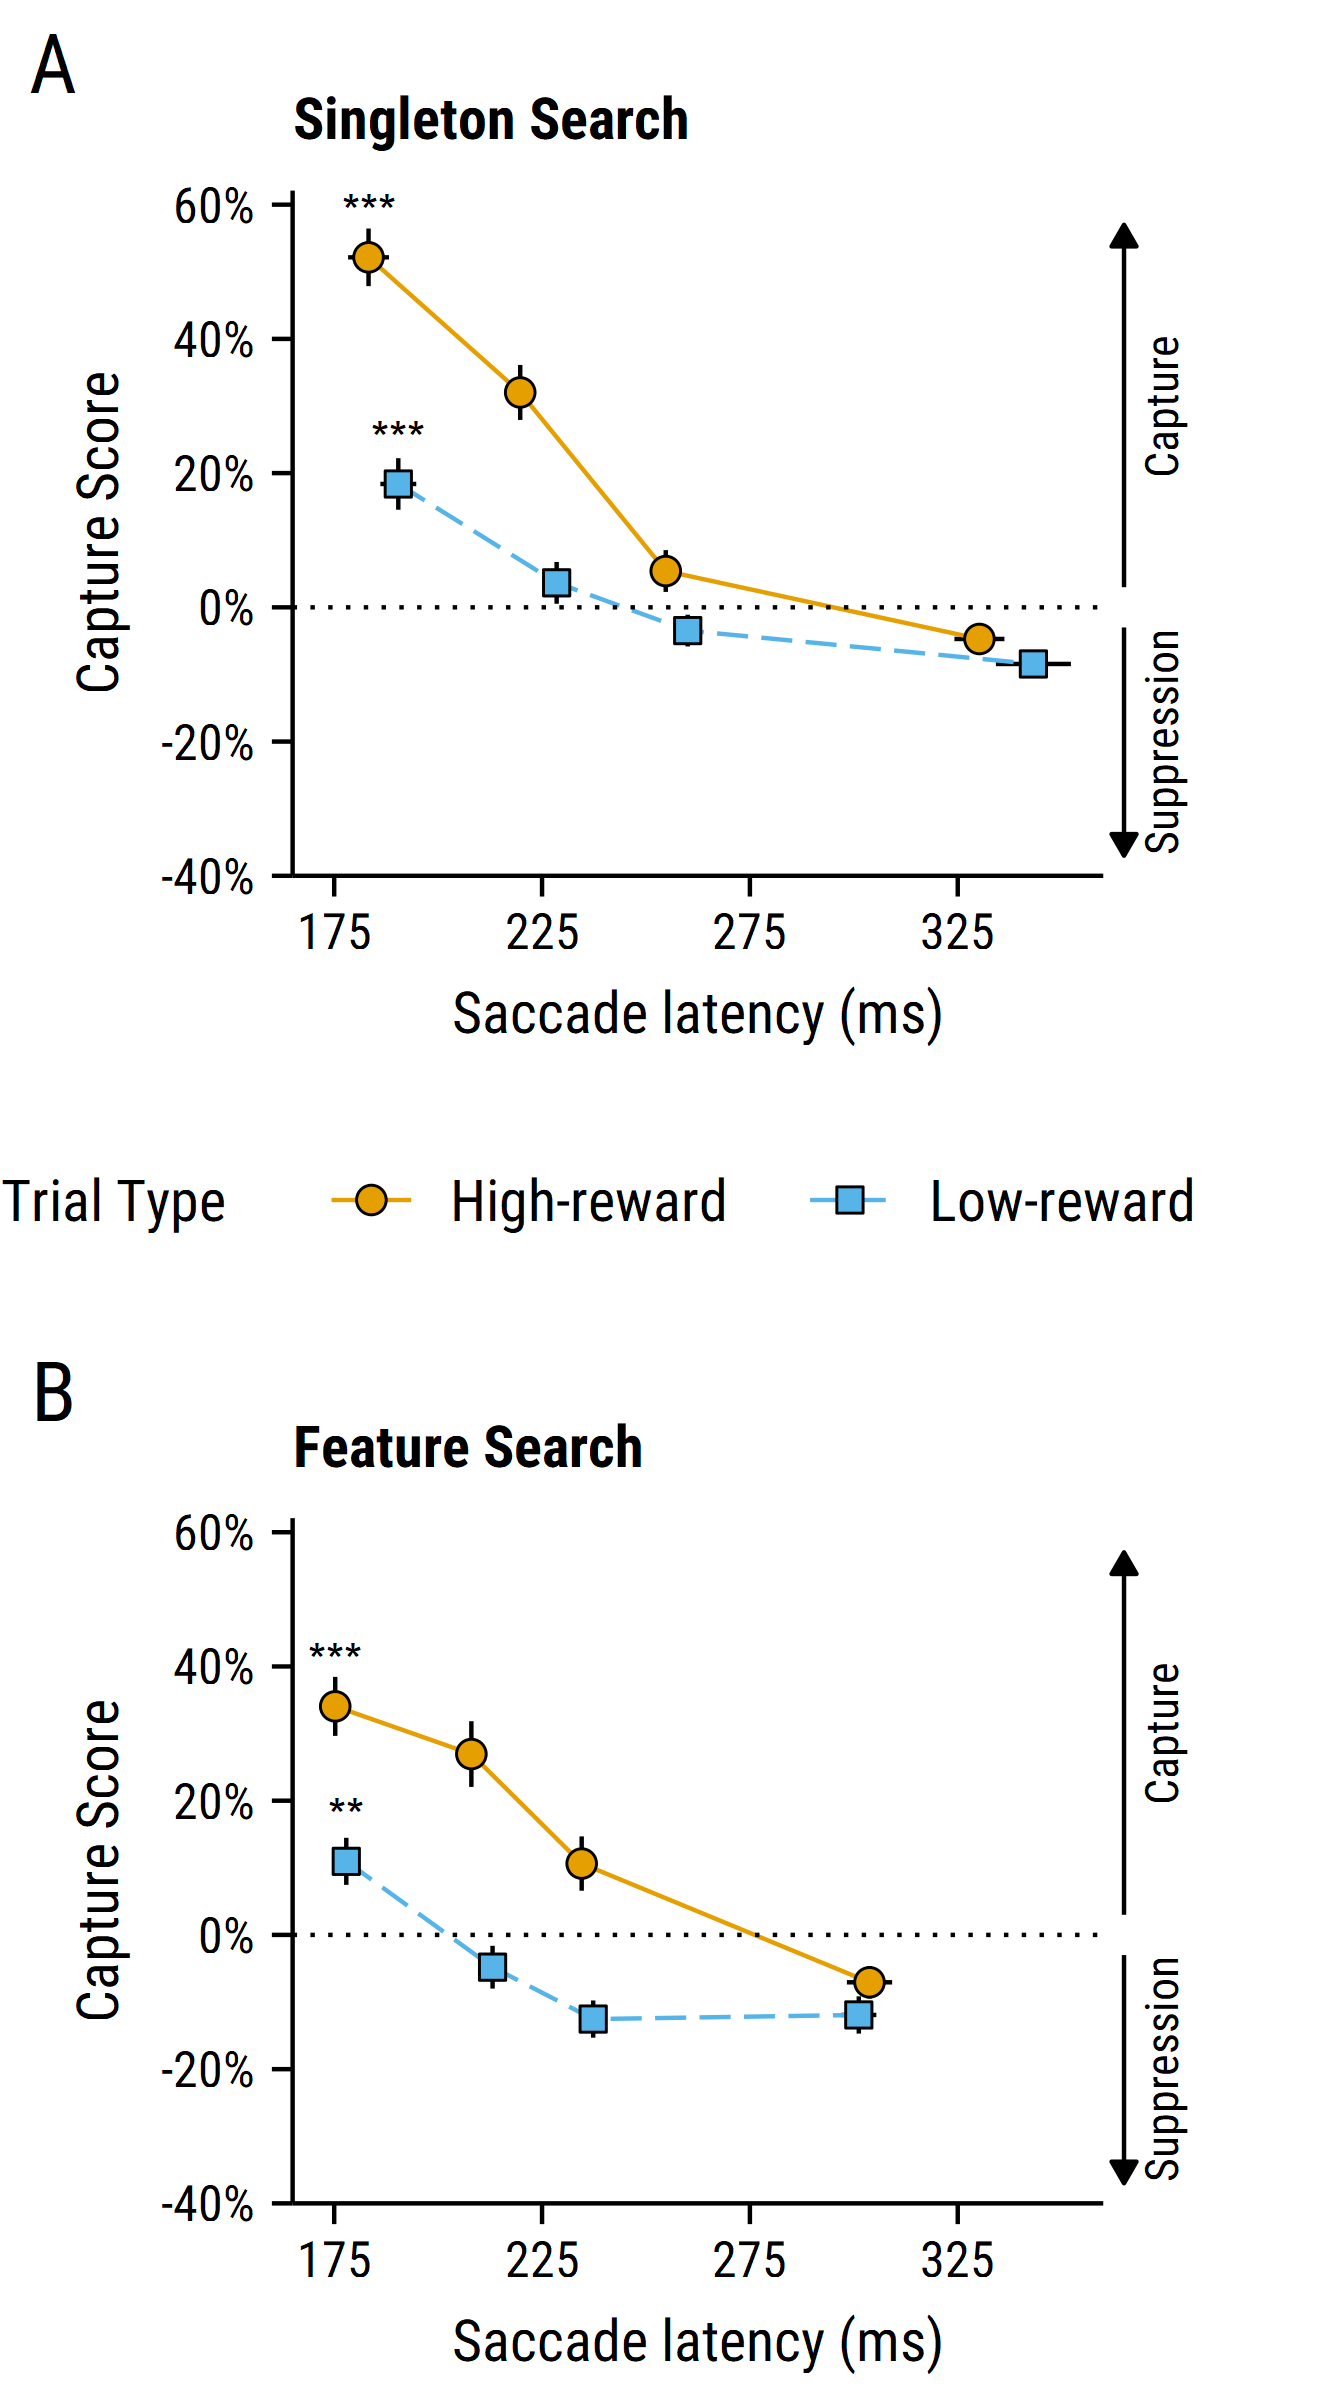 A
Singleton Search
60%
40%
20%
0%
-20%
-40%
Capture Score
***
***
Capture
Suppression
175 225 275 325
Saccade latency (ms)
Trial Type High-reward Low-reward
B
Feature Search
60%
40%
20%
0%
-20%
-40%
Capture Score
***
**
Capture
Suppression
175 225 275 325
Saccade latency (ms)